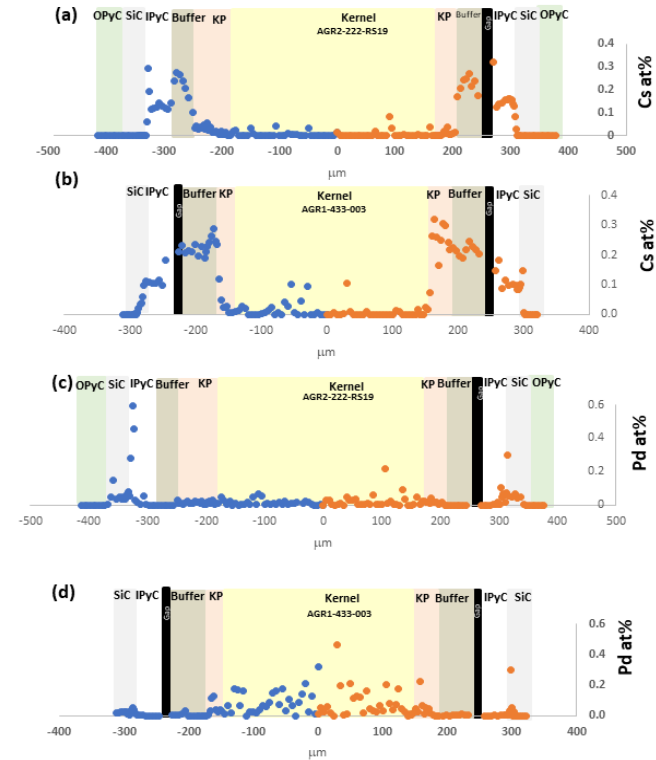 (a)
OPyC SiC IPyC Buffer KP Kernel KP Buffer Gap IPyC SiC OPyC
AGR2-222-RS19
0.4
0.3
0.2
0.1
0
Cs at%
-500 -400 -300 -200 -100 0 100 200 300 400 500
μm
(b)
SiC IPyC Gap Buffer KP Kernel KP Buffer Gap IPyC SiC
AGR1-433-003
0.4
0.3
0.2
0.1
0.0
Cs at%
-400 -300 -200 -100 0 100 200 300 400
μm
(c)
OPyC SiC IPyC Buffer KP Kernel KP Buffer Gap IPyC SiC OPyC
AGR2-222-RS19
0.6
0.4
0.2
0
Pd at%
-500 -400 -300 -200 -100 0 100 200 300 400 500
μm
(d)
SiC IPyC Gap Buffer KP Kernel KP Buffer Gap IPyC SiC
AGR1-433-003
0.6
0.4
0.2
0.0
Pd at%
-400 -300 -200 -100 0 100 200 300 400
μm